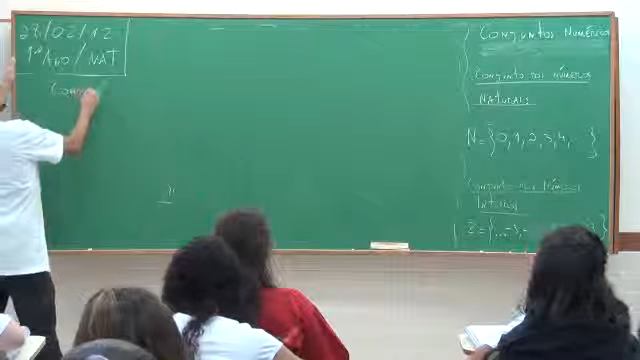 28/02/12
1º Ano / MAT
Conjuntos Numéricos
Conjunto dos Números
Naturais
N={0,1,2,3,4, }
Conjunto dos Números
Inteiros
Z={...,-3,-